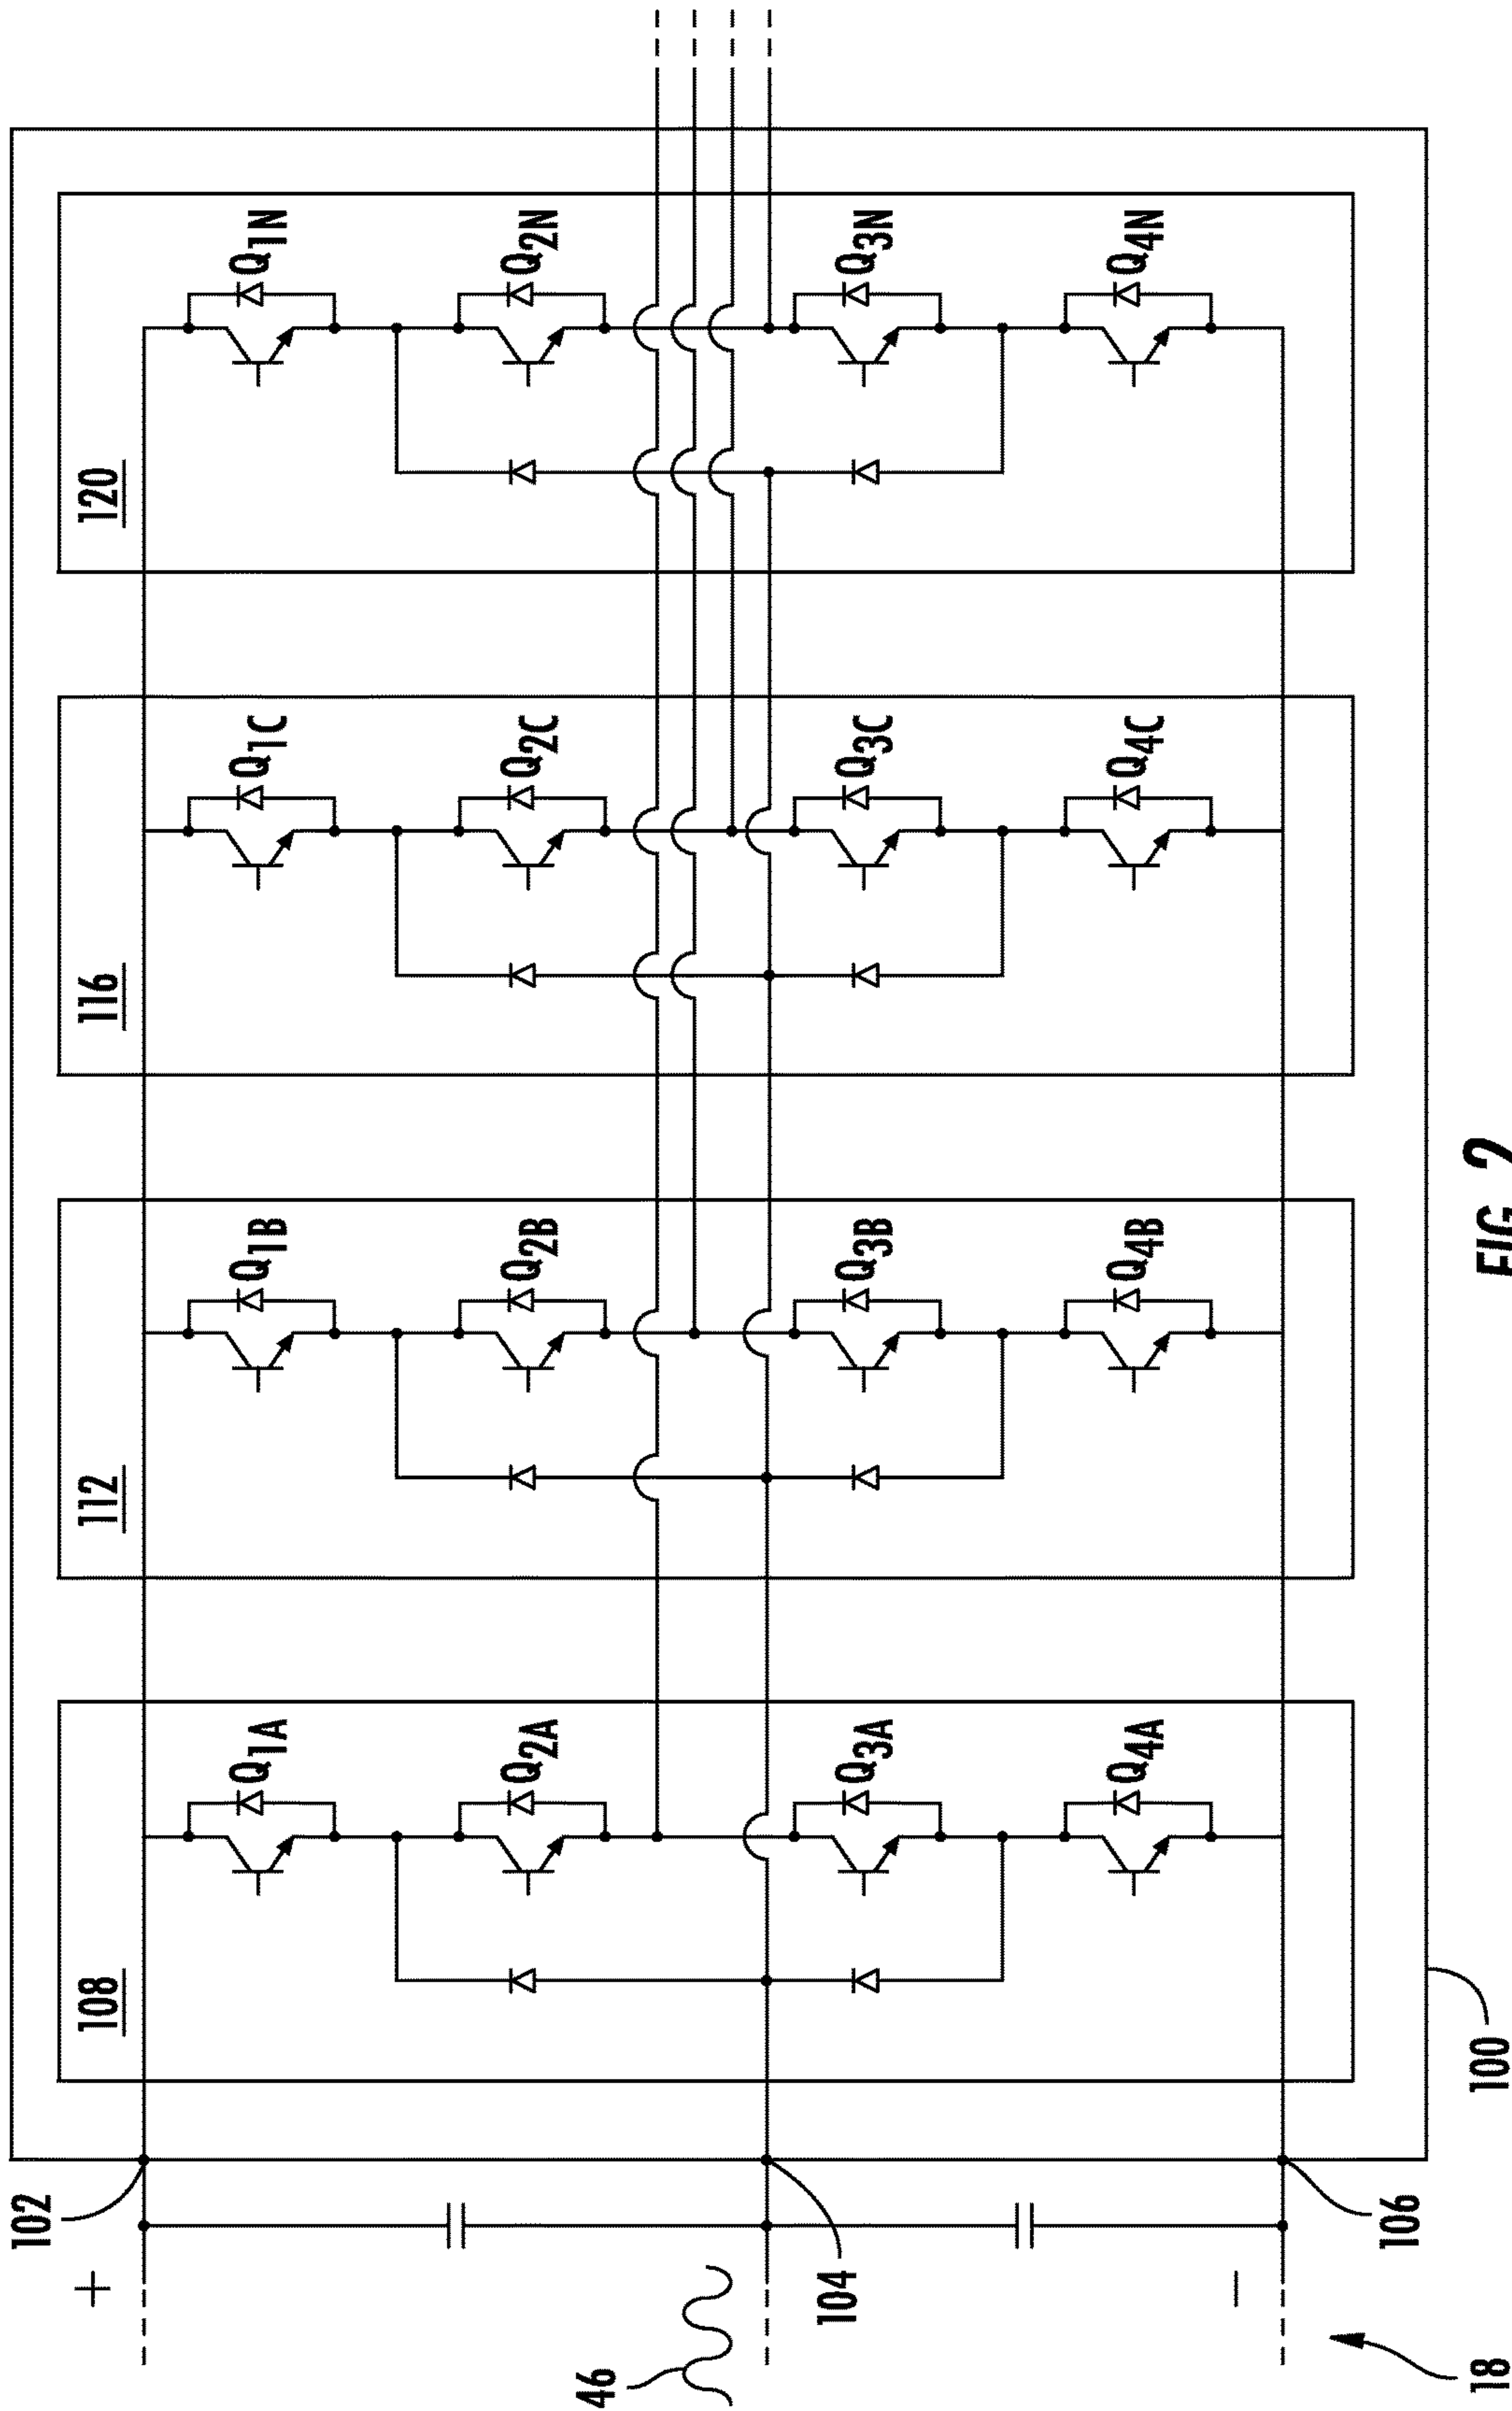 102
+
46
104
106
−
18
100
108
Q1A
Q2A
Q3A
Q4A
112
Q1B
Q2B
Q3B
Q4B
116
Q1C
Q2C
Q3C
Q4C
120
Q1N
Q2N
Q3N
Q4N
FIG. 2